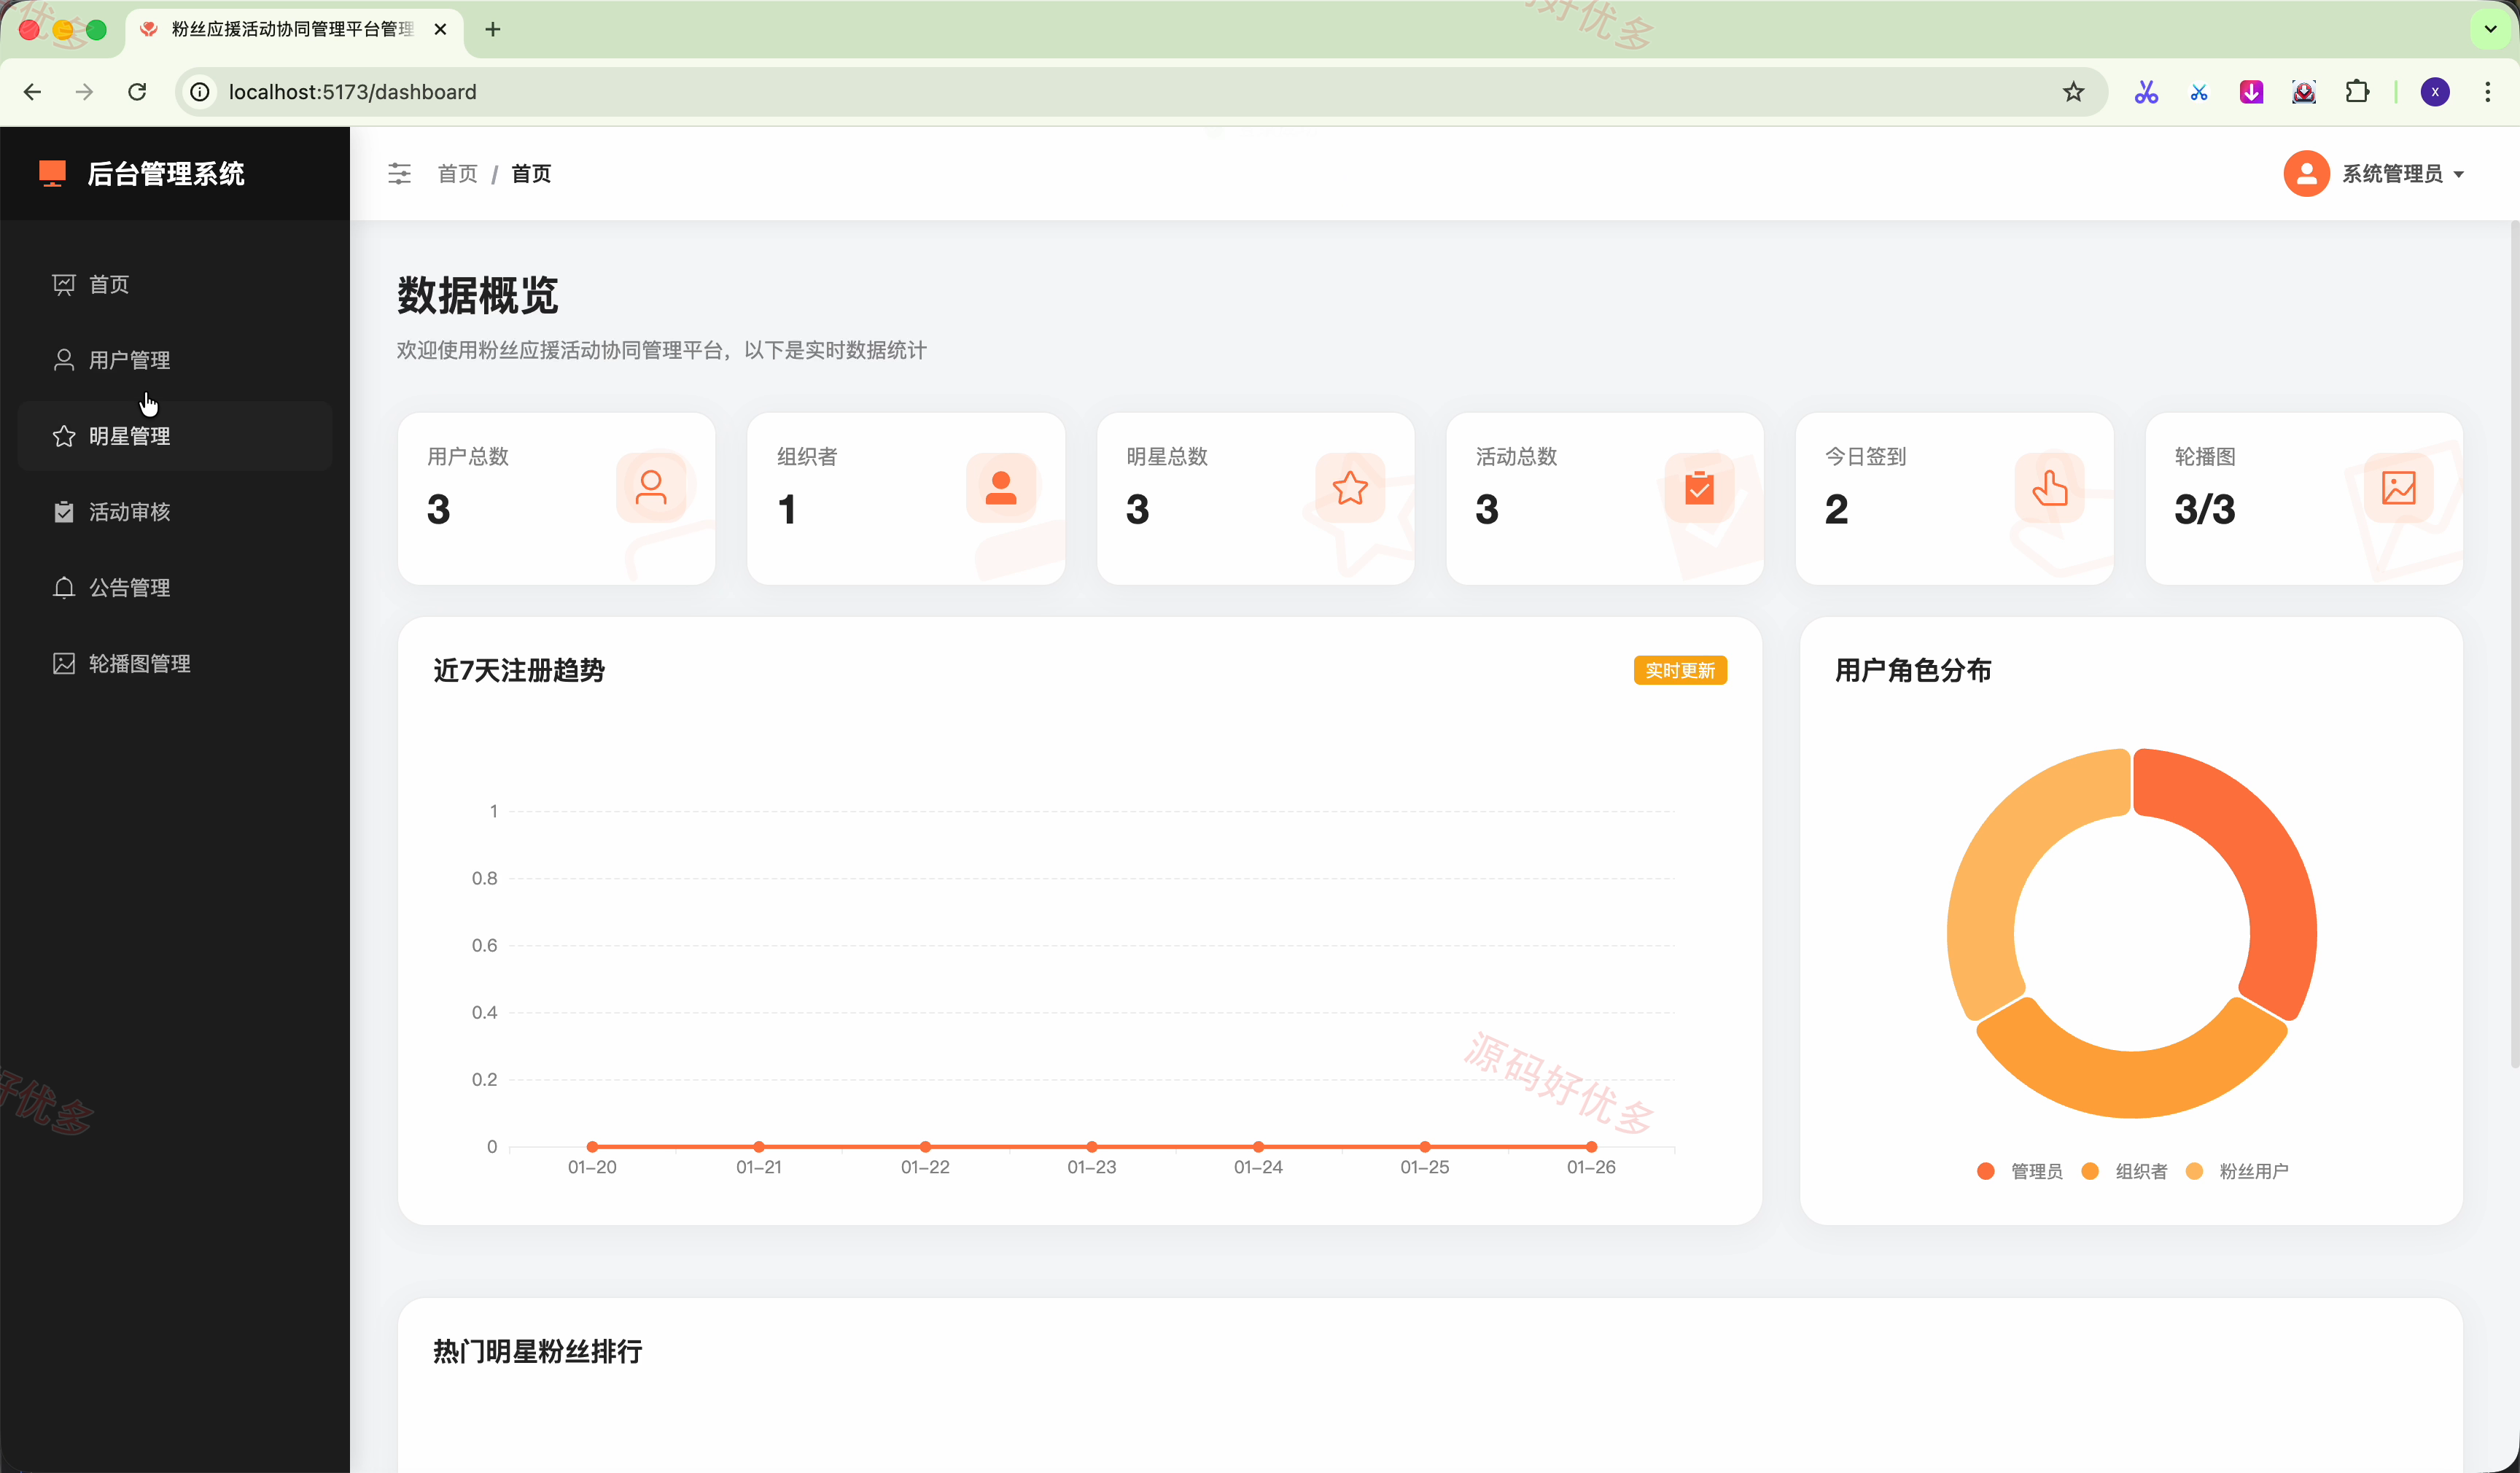 粉丝应援活动协同管理平台管理
localhost:5173/dashboard
X
后台管理系统
首页 / 首页
系统管理员
首页
用户管理
明星管理
活动审核
公告管理
轮播图管理
数据概览
欢迎使用粉丝应援活动协同管理平台，以下是实时数据统计
用户总数
3
组织者
1
明星总数
3
活动总数
3
今日签到
2
轮播图
3/3
近7天注册趋势
实时更新
1
0.8
0.6
0.4
0.2
0
01-20 01-21 01-22 01-23 01-24 01-25 01-26
用户角色分布
管理员 组织者 粉丝用户
热门明星粉丝排行
源码好优多
好优多
好优多
优多